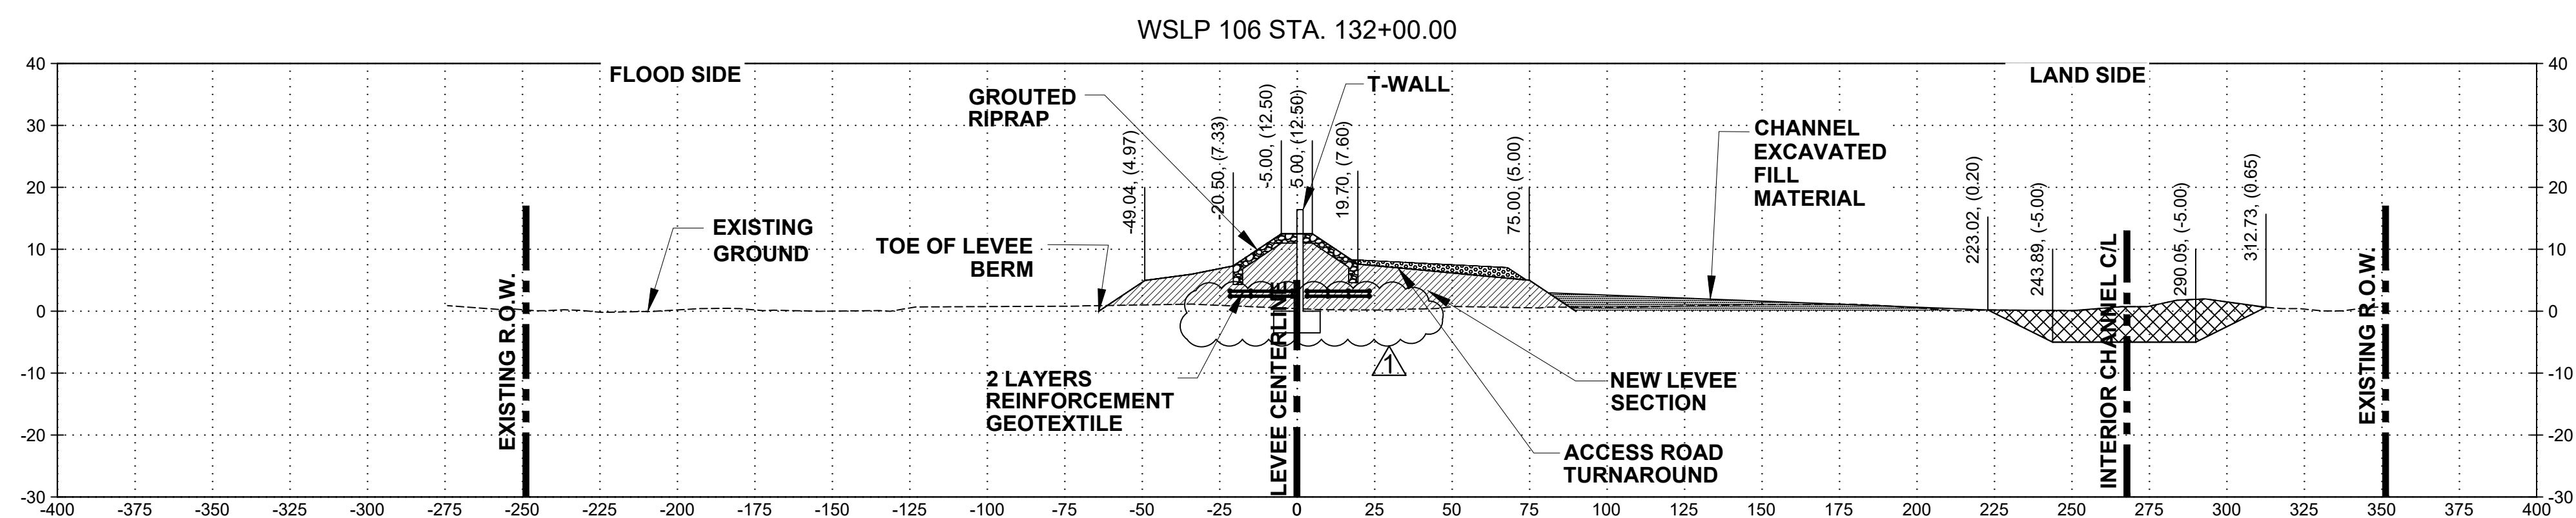 WSLP 106 STA. 132+00.00
FLOOD SIDE
LAND SIDE
40
30
20
10
0
-10
-20
-30
40
30
20
10
0
-10
-20
-30
GROUTED
RIPRAP
T-WALL
CHANNEL
EXCAVATED
FILL
MATERIAL
EXISTING
GROUND
TOE OF LEVEE
BERM
-49.04, (4.97)
-20.50, (7.33)
-5.00, (12.50)
5.00, (12.50)
19.70, (7.60)
75.00, (5.00)
223.02, (0.20)
243.89, (-5.00)
290.05, (-5.00)
312.73, (0.65)
EXISTING R.O.W.
LEVEE CENTERLINE
INTERIOR CHANNEL C/L
EXISTING R.O.W.
2 LAYERS
REINFORCEMENT
GEOTEXTILE
1
NEW LEVEE
SECTION
ACCESS ROAD
TURNAROUND
-400 -375 -350 -325 -300 -275 -250 -225 -200 -175 -150 -125 -100 -75 -50 -25 0 25 50 75 100 125 150 175 200 225 250 275 300 325 350 375 400